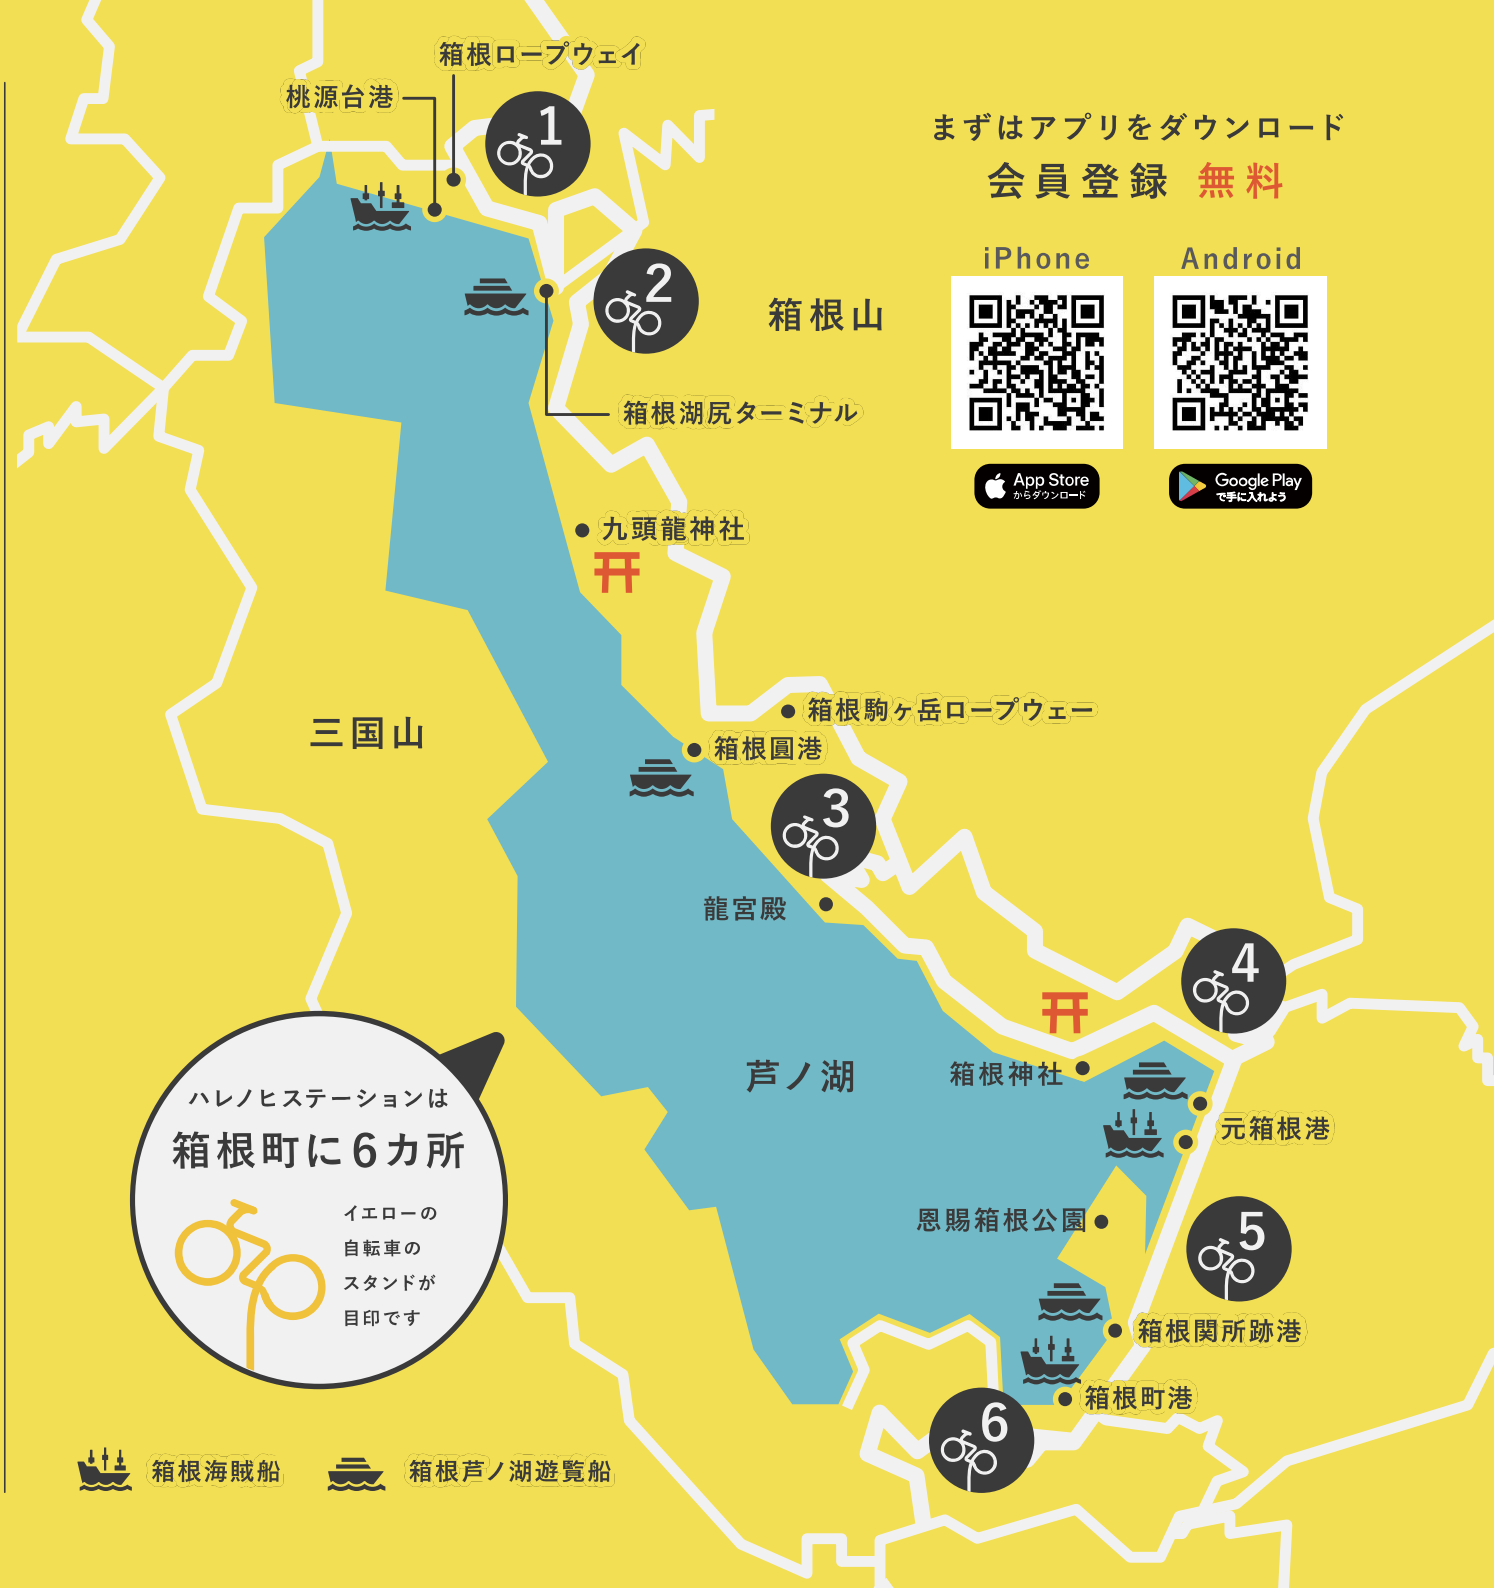 箱根ロープウェイ
桃源台港
1
まずはアプリをダウンロード
会員登録 無料
iPhone
Android
2
箱根山
箱根湖尻ターミナル
App Store
からダウンロード
Google Play
で手に入れよう
九頭龍神社
三国山
箱根駒ヶ岳ロープウェー
箱根園港
3
龍宮殿
4
芦ノ湖
箱根神社
元箱根港
ハレノヒステーションは
箱根町に6カ所
イエローの
自転車の
スタンドが
目印です
恩賜箱根公園
5
箱根関所跡港
箱根町港
6
箱根海賊船
箱根芦ノ湖遊覧船